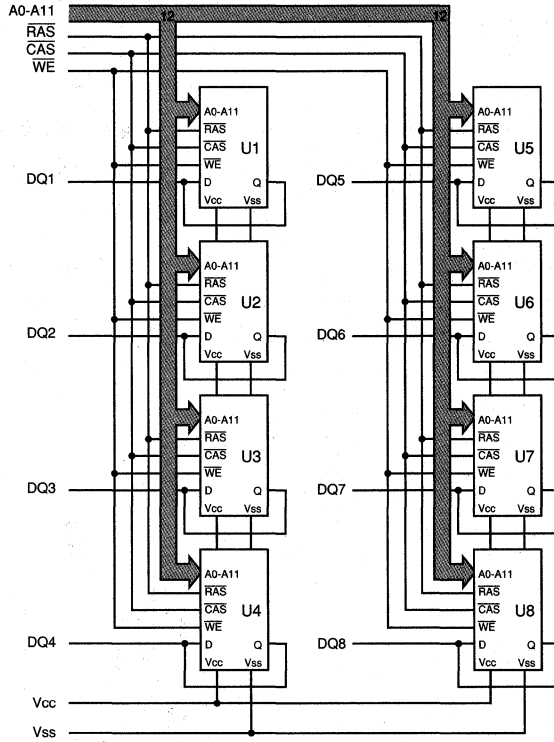 A0-A11 12 12
RAS
CAS
WE
A0-A11 A0-A11
RAS RAS
U1 U5
CAS CAS
WE WE
DQ1 D Q DQ5 D Q
Vcc Vss Vcc Vss
A0-A11 A0-A11
RAS RAS
U2 U6
CAS CAS
WE WE
DQ2 D Q DQ6 D Q
Vcc Vss Vcc Vss
A0-A11 A0-A11
RAS RAS
U3 U7
CAS CAS
WE WE
DQ3 D Q DQ7 D Q
Vcc Vss Vcc Vss
A0-A11 A0-A11
RAS RAS
U4 U8
CAS CAS
WE WE
DQ4 D Q DQ8 D Q
Vcc Vss Vcc Vss
Vcc
Vss